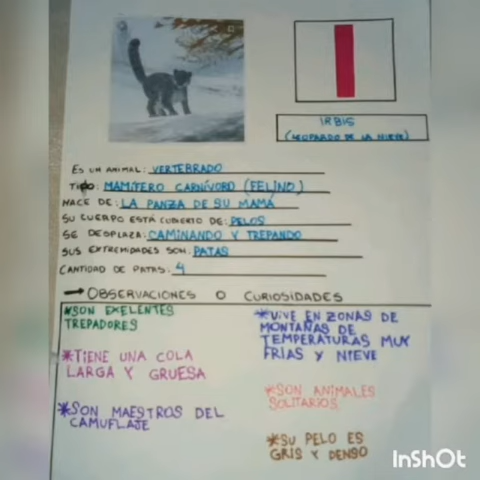 I
IRBIS
(LEOPARDO DE LA NIEVE)
ES UN ANIMAL: VERTEBRADO
TIPO: MAMÍFERO CARNÍVORO (FELINO)
NACE DE: LA PANZA DE SU MAMÁ
SU CUERPO ESTÁ CUBIERTO DE: PELOS
SE DESPLAZA: CAMINANDO Y TREPANDO
SUS EXTREMIDADES SON: PATAS
CANTIDAD DE PATAS: 4
→ OBSERVACIONES O CURIOSIDADES
*SON EXELENTES
TREPADORES
*TIENE UNA COLA
LARGA Y GRUESA
*SON MAESTROS DEL
CAMUFLAJE
*VIVE EN ZONAS DE
MONTAÑAS DE
TEMPERATURAS MUY
FRIAS Y NIEVE
*SON ANIMALES
SOLITARIOS
*SU PELO ES
GRIS Y DENSO
InShOt